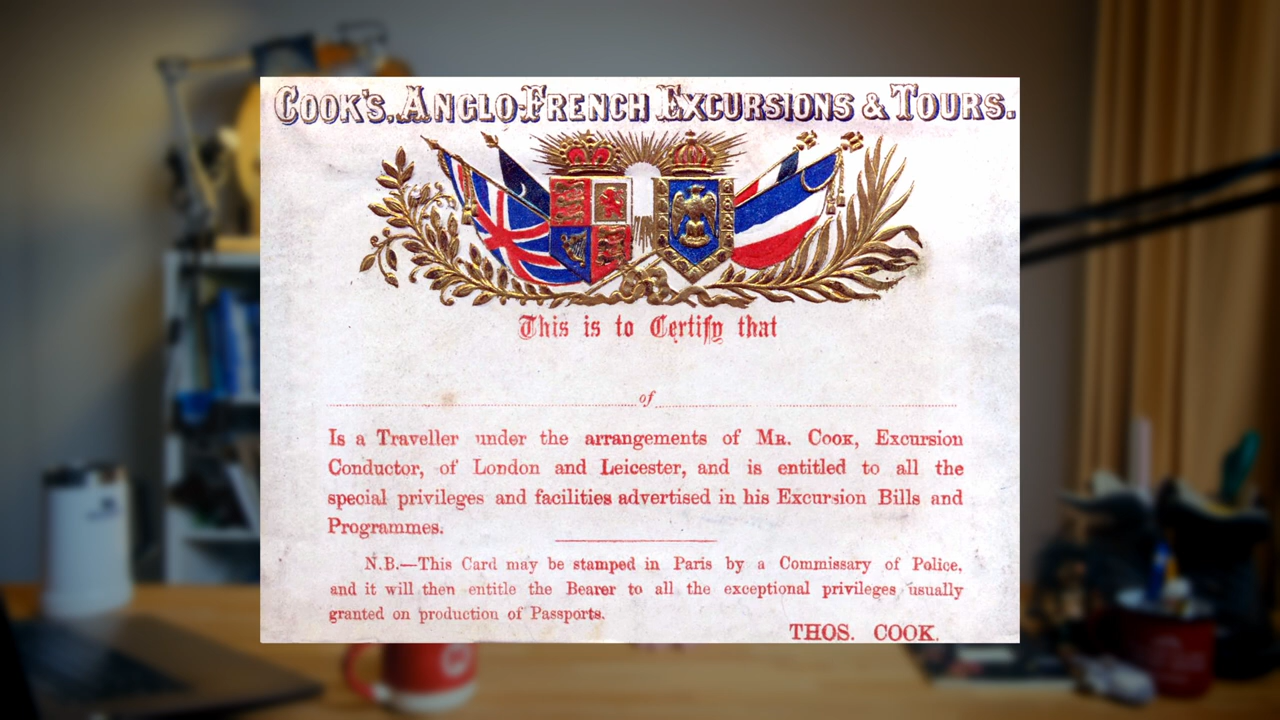 COOK'S ANGLO-FRENCH EXCURSIONS & TOURS.
This is to Certify that
of
Is a Traveller under the arrangements of MR. COOK, Excursion
Conductor, of London and Leicester, and is entitled to all the
special privileges and facilities advertised in his Excursion Bills and
Programmes.
N.B.—This Card may be stamped in Paris by a Commissary of Police,
and it will then entitle the Bearer to all the exceptional privileges usually
granted on production of Passports.
THOS. COOK.